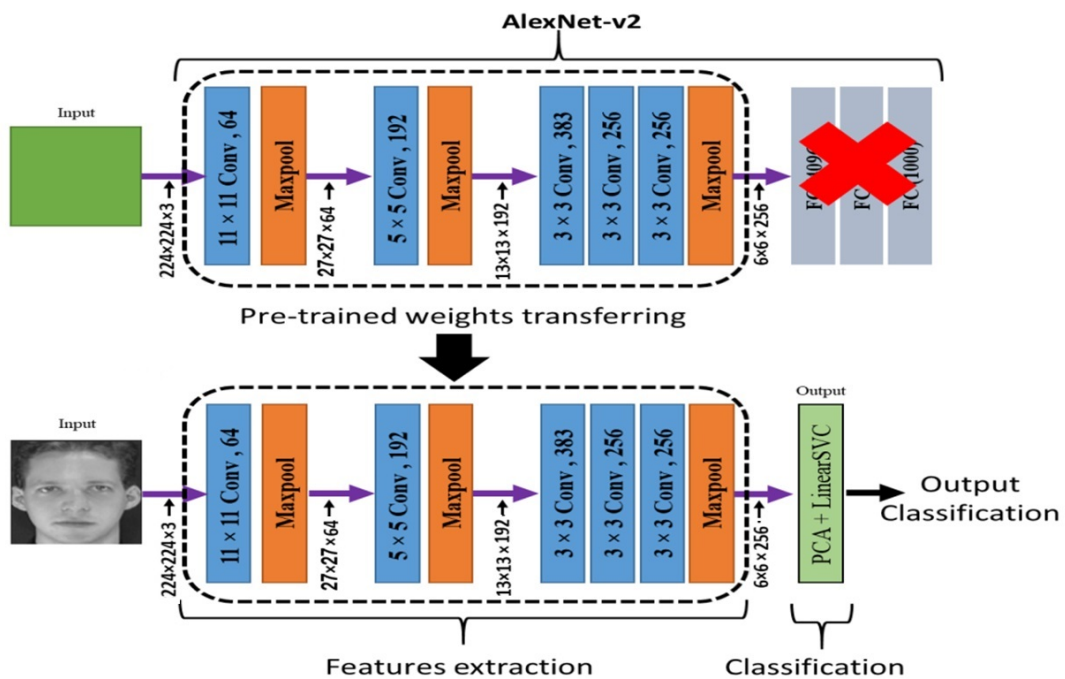 AlexNet-v2
Input
224×224×3
11 × 11 Conv , 64
Maxpool
27×27×64
5 × 5 Conv , 192
Maxpool
13×13×192
3 × 3 Conv , 383
3 × 3 Conv , 256
3 × 3 Conv , 256
Maxpool
6×6×256
FC
FC
FC (1000)
Pre-trained weights transferring
Input
224×224×3
11 × 11 Conv , 64
Maxpool
27×27×64
5 × 5 Conv , 192
Maxpool
13×13×192
3 × 3 Conv , 383
3 × 3 Conv , 256
3 × 3 Conv , 256
Maxpool
6×6×256
Output
PCA + LinearSVC
Output
Classification
Features extraction
Classification